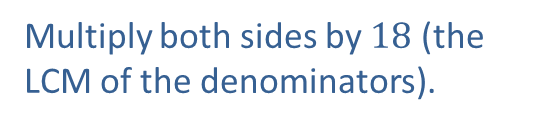 Multiply both sides by 18 (the
LCM of the denominators).